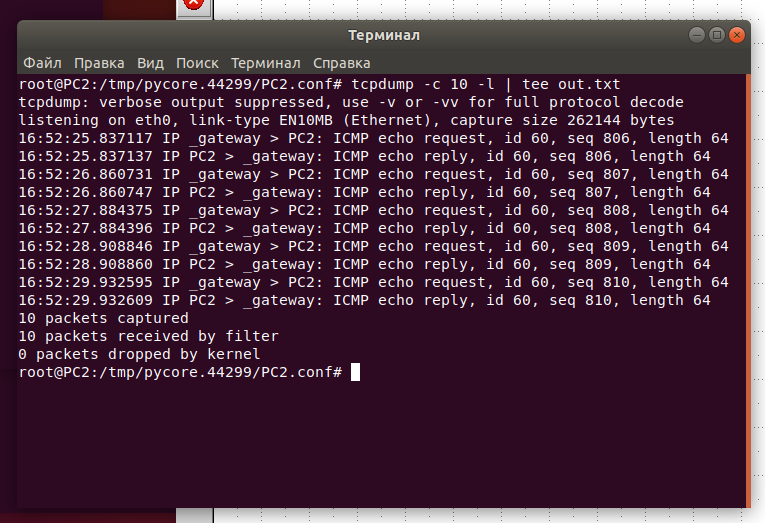 Терминал
Файл Правка Вид Поиск Терминал Справка
root@PC2:/tmp/pycore.44299/PC2.conf# tcpdump -c 10 -l | tee out.txt
tcpdump: verbose output suppressed, use -v or -vv for full protocol decode
listening on eth0, link-type EN10MB (Ethernet), capture size 262144 bytes
16:52:25.837117 IP _gateway > PC2: ICMP echo request, id 60, seq 806, length 64
16:52:25.837137 IP PC2 > _gateway: ICMP echo reply, id 60, seq 806, length 64
16:52:26.860731 IP _gateway > PC2: ICMP echo request, id 60, seq 807, length 64
16:52:26.860747 IP PC2 > _gateway: ICMP echo reply, id 60, seq 807, length 64
16:52:27.884375 IP _gateway > PC2: ICMP echo request, id 60, seq 808, length 64
16:52:27.884396 IP PC2 > _gateway: ICMP echo reply, id 60, seq 808, length 64
16:52:28.908846 IP _gateway > PC2: ICMP echo request, id 60, seq 809, length 64
16:52:28.908860 IP PC2 > _gateway: ICMP echo reply, id 60, seq 809, length 64
16:52:29.932595 IP _gateway > PC2: ICMP echo request, id 60, seq 810, length 64
16:52:29.932609 IP PC2 > _gateway: ICMP echo reply, id 60, seq 810, length 64
10 packets captured
10 packets received by filter
0 packets dropped by kernel
root@PC2:/tmp/pycore.44299/PC2.conf#